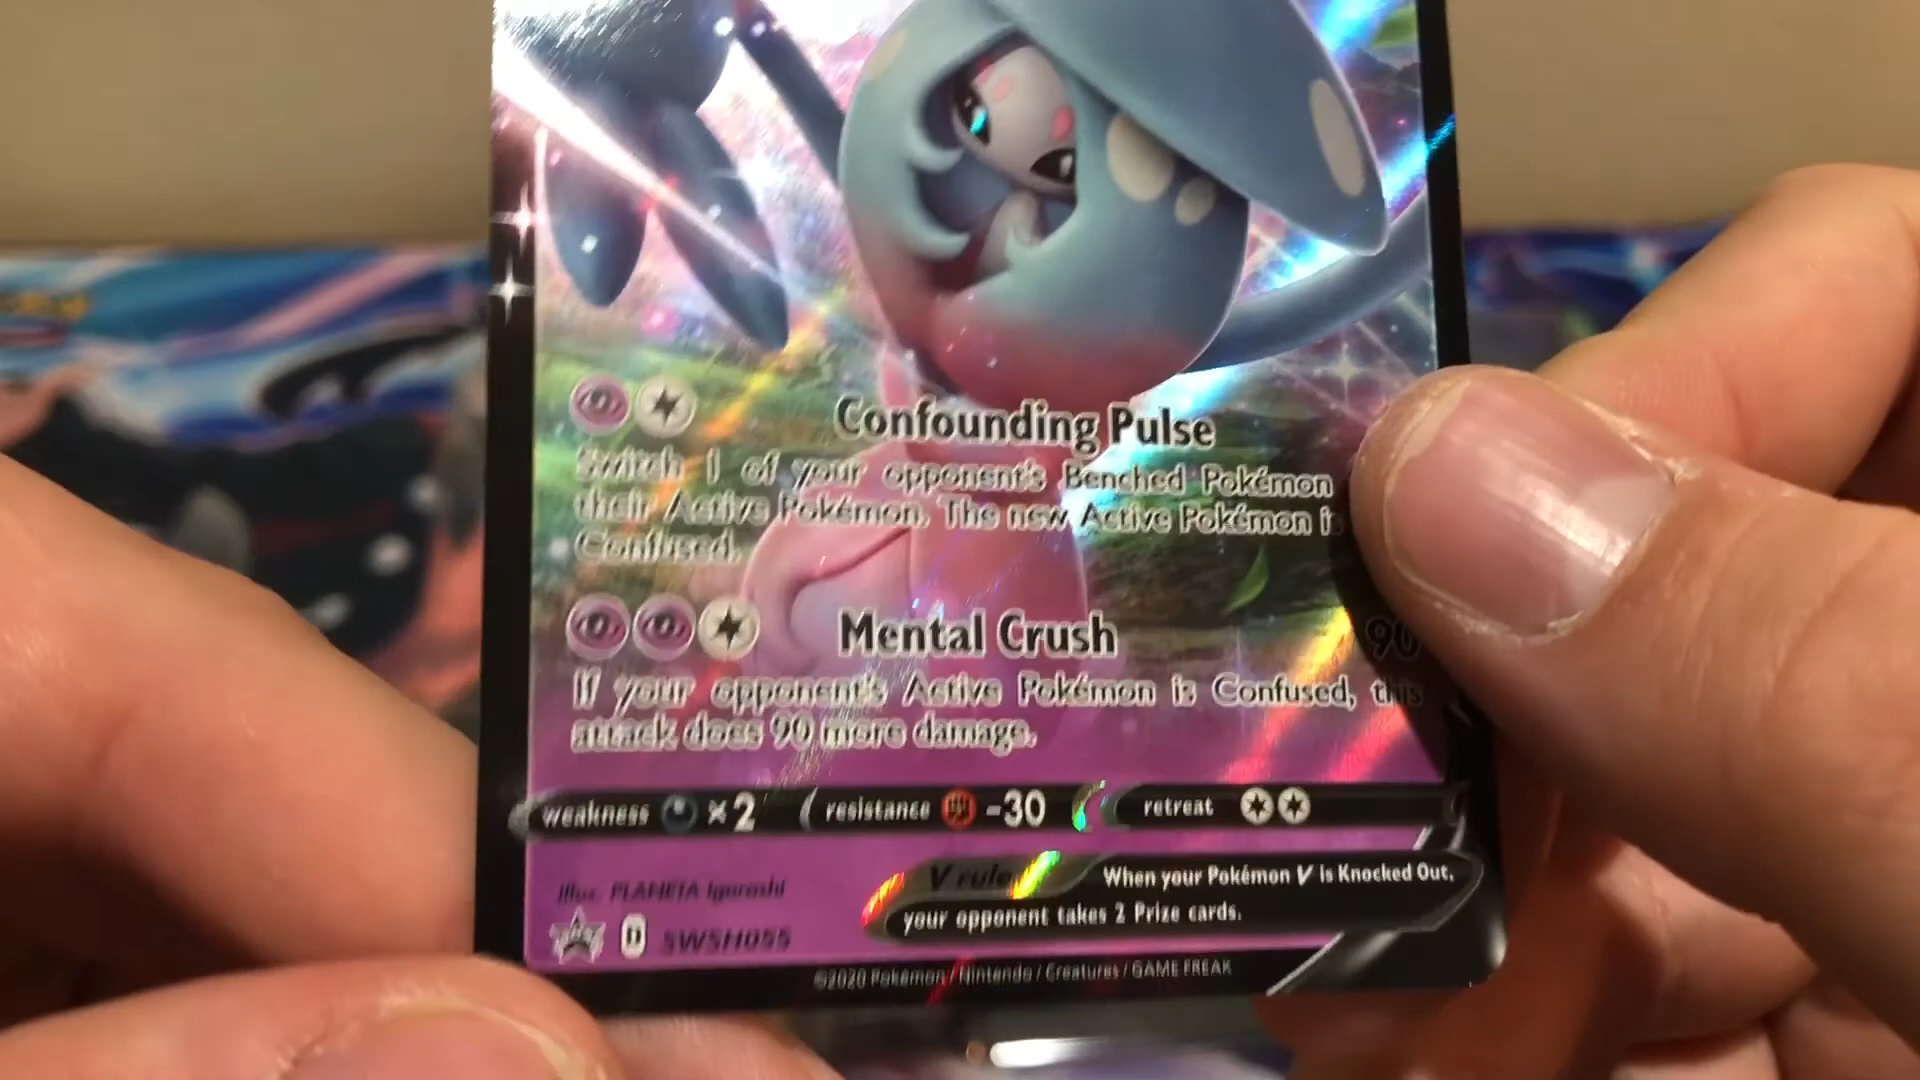 Confounding Pulse
Switch 1 of your opponent's Benched Pokémon
their Active Pokémon. The new Active Pokémon
Confused.
Mental Crush 90
If your opponent's Active Pokémon is Confused, this
attack does 90 more damage.
weakness ×2 resistance -30 retreat
V rule When your Pokémon V is Knocked Out,
your opponent takes 2 Prize cards.
Illus. PLANETA Igarashi
D SWSH055
©2020 Pokémon / Nintendo / Creatures / GAME FREAK